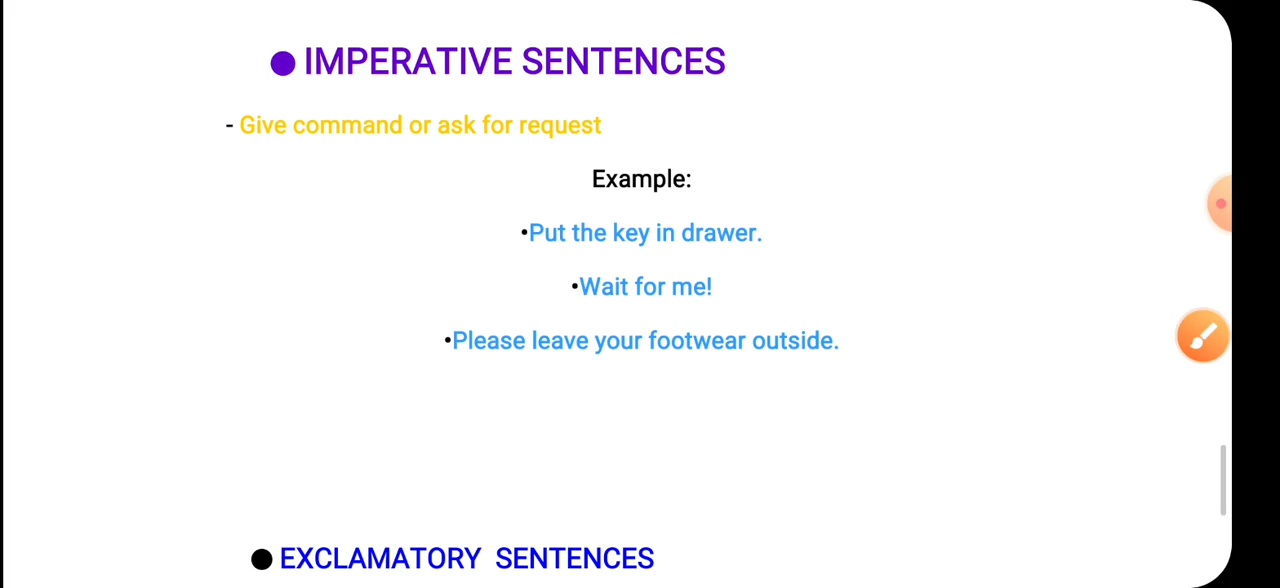 ● IMPERATIVE SENTENCES
- Give command or ask for request
Example:
•Put the key in drawer.
•Wait for me!
•Please leave your footwear outside.
● EXCLAMATORY SENTENCES